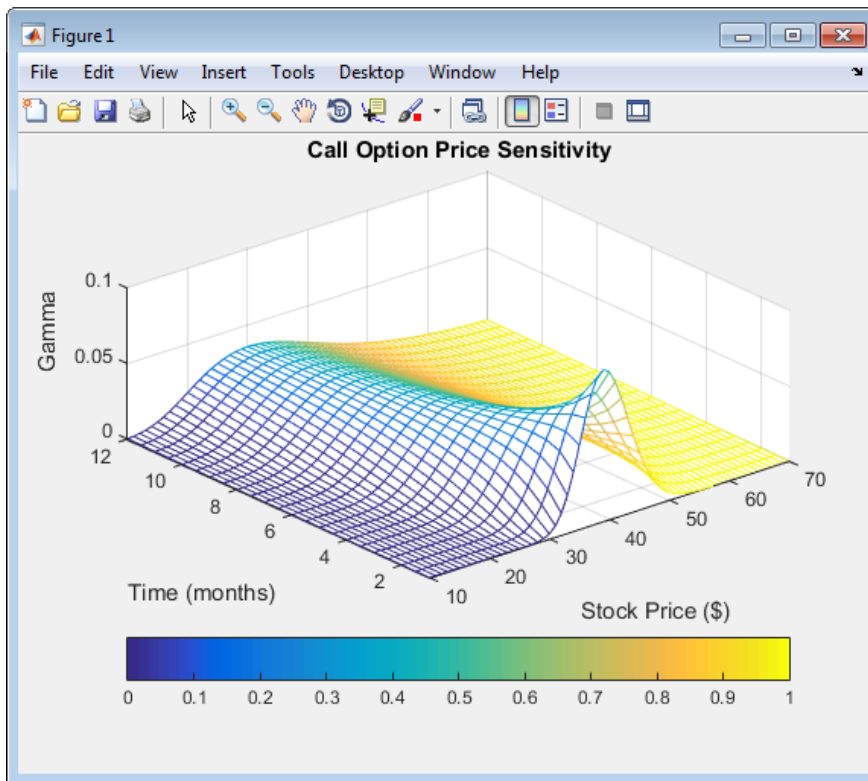 Figure 1
File Edit View Insert Tools Desktop Window Help
Call Option Price Sensitivity
Gamma
0.1
0.05
0
12
10
8
6
4
2
Time (months)
10
20
30
40
50
60
70
Stock Price ($)
0 0.1 0.2 0.3 0.4 0.5 0.6 0.7 0.8 0.9 1